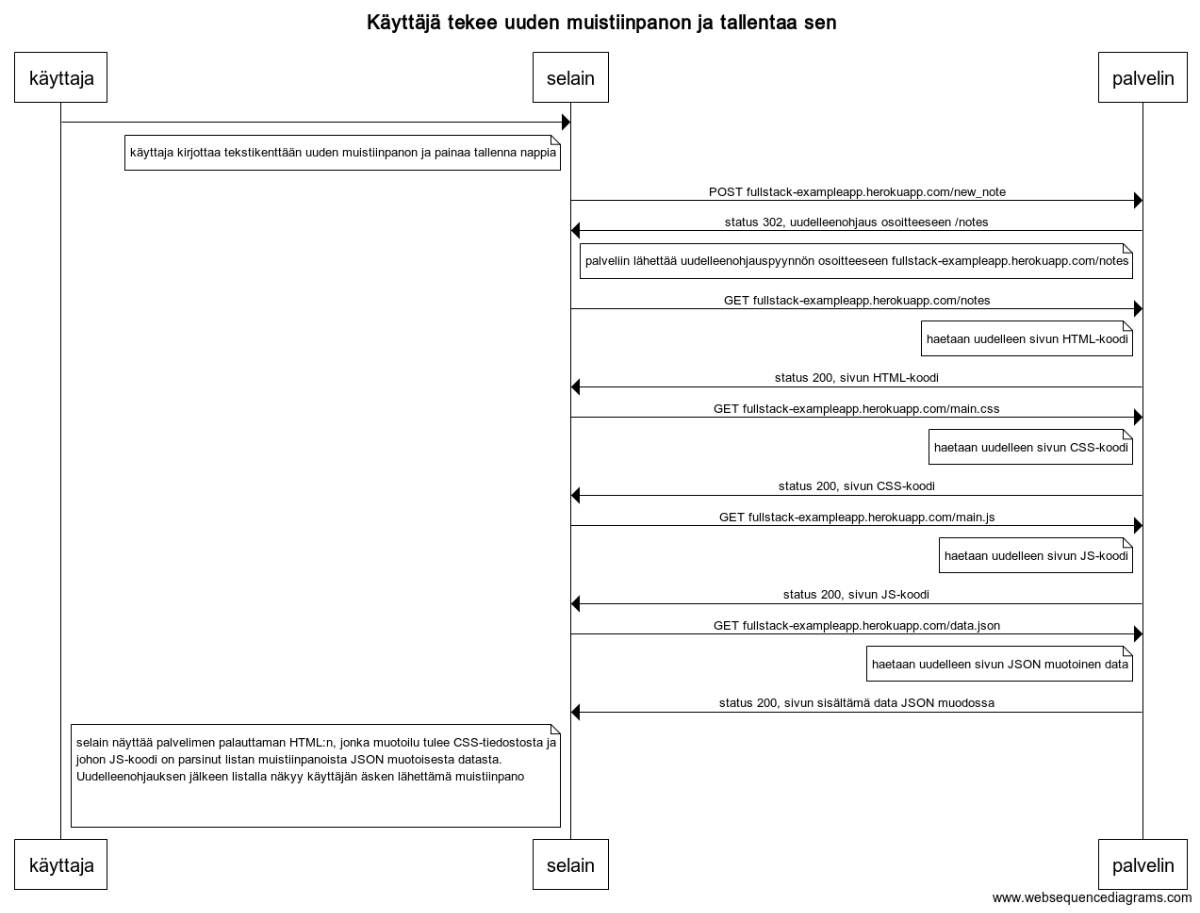 Käyttäjä tekee uuden muistiinpanon ja tallentaa sen
käyttaja
selain
palvelin
käyttaja kirjottaa tekstikenttään uuden muistiinpanon ja painaa tallenna nappia
POST fullstack-exampleapp.herokuapp.com/new_note
status 302, uudelleenohjaus osoitteeseen /notes
palveliin lähettää uudelleenohjauspyynnön osoitteeseen fullstack-exampleapp.herokuapp.com/notes
GET fullstack-exampleapp.herokuapp.com/notes
haetaan uudelleen sivun HTML-koodi
status 200, sivun HTML-koodi
GET fullstack-exampleapp.herokuapp.com/main.css
haetaan uudelleen sivun CSS-koodi
status 200, sivun CSS-koodi
GET fullstack-exampleapp.herokuapp.com/main.js
haetaan uudelleen sivun JS-koodi
status 200, sivun JS-koodi
GET fullstack-exampleapp.herokuapp.com/data.json
haetaan uudelleen sivun JSON muotoinen data
status 200, sivun sisältämä data JSON muodossa
selain näyttää palvelimen palauttaman HTML:n, jonka muotoilu tulee CSS-tiedostosta ja
johon JS-koodi on parsinut listan muistiinpanoista JSON muotoisesta datasta.
Uudelleenohjauksen jälkeen listalla näkyy käyttäjän äsken lähettämä muistiinpano
käyttaja
selain
palvelin
www.websequencediagrams.com